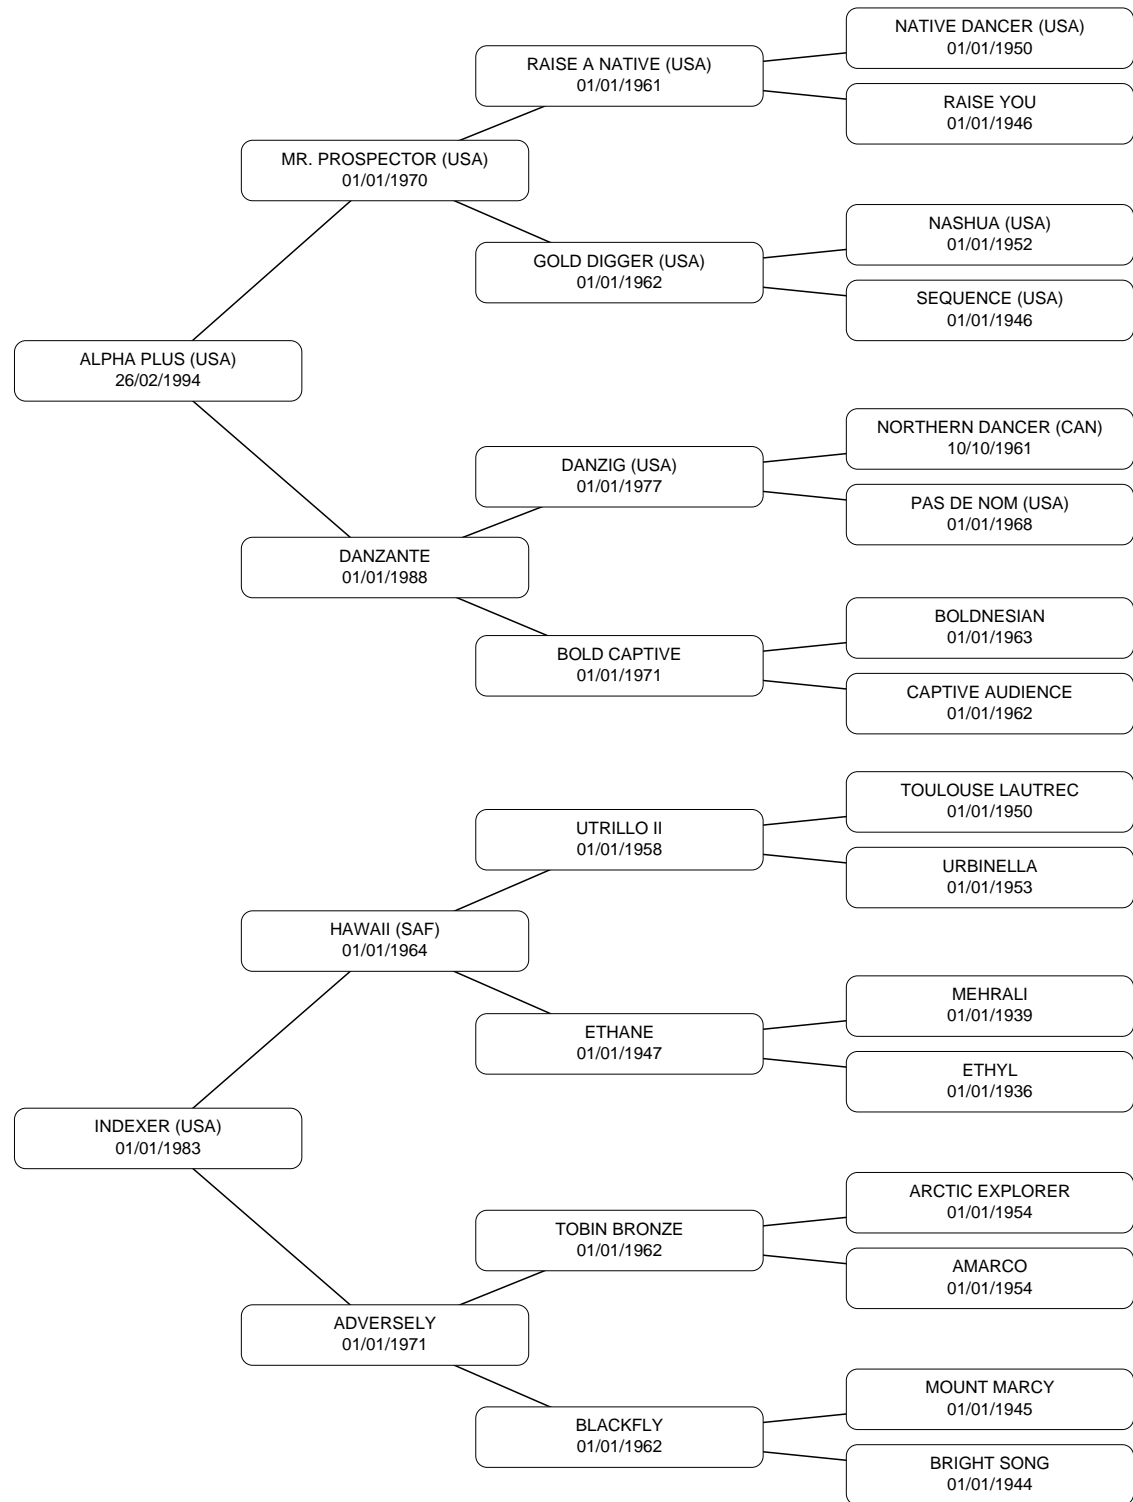 NATIVE DANCER (USA)
01/01/1950
RAISE A NATIVE (USA)
01/01/1961
RAISE YOU
01/01/1946
MR. PROSPECTOR (USA)
01/01/1970
NASHUA (USA)
01/01/1952
GOLD DIGGER (USA)
01/01/1962
SEQUENCE (USA)
01/01/1946
ALPHA PLUS (USA)
26/02/1994
NORTHERN DANCER (CAN)
10/10/1961
DANZIG (USA)
01/01/1977
PAS DE NOM (USA)
01/01/1968
DANZANTE
01/01/1988
BOLDNESIAN
01/01/1963
BOLD CAPTIVE
01/01/1971
CAPTIVE AUDIENCE
01/01/1962
TOULOUSE LAUTREC
01/01/1950
UTRILLO II
01/01/1958
URBINELLA
01/01/1953
HAWAII (SAF)
01/01/1964
MEHRALI
01/01/1939
ETHANE
01/01/1947
ETHYL
01/01/1936
INDEXER (USA)
01/01/1983
ARCTIC EXPLORER
01/01/1954
TOBIN BRONZE
01/01/1962
AMARCO
01/01/1954
ADVERSELY
01/01/1971
MOUNT MARCY
01/01/1945
BLACKFLY
01/01/1962
BRIGHT SONG
01/01/1944